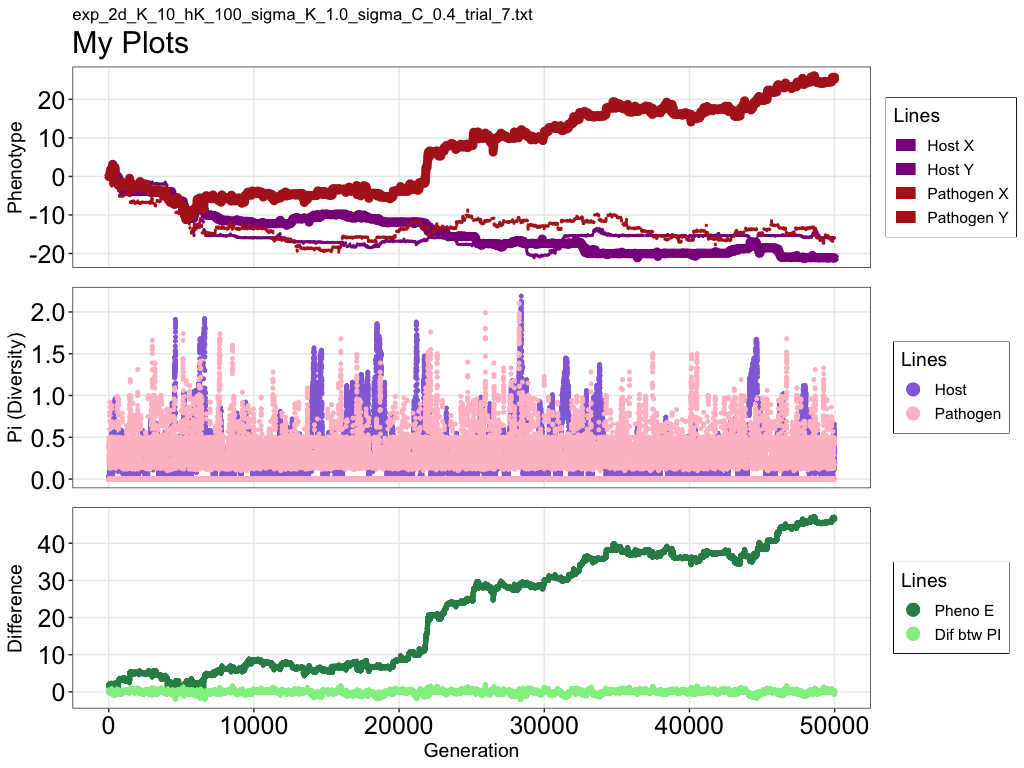 exp_2d_K_10_hK_100_sigma_K_1.0_sigma_C_0.4_trial_7.txt
My Plots
Phenotype
20
10
0
-10
-20
Lines
Host X
Host Y
Pathogen X
Pathogen Y
Pi (Diversity)
2.0
1.5
1.0
0.5
0.0
Lines
Host
Pathogen
Difference
40
30
20
10
0
Lines
Pheno E
Dif btw PI
0 10000 20000 30000 40000 50000
Generation